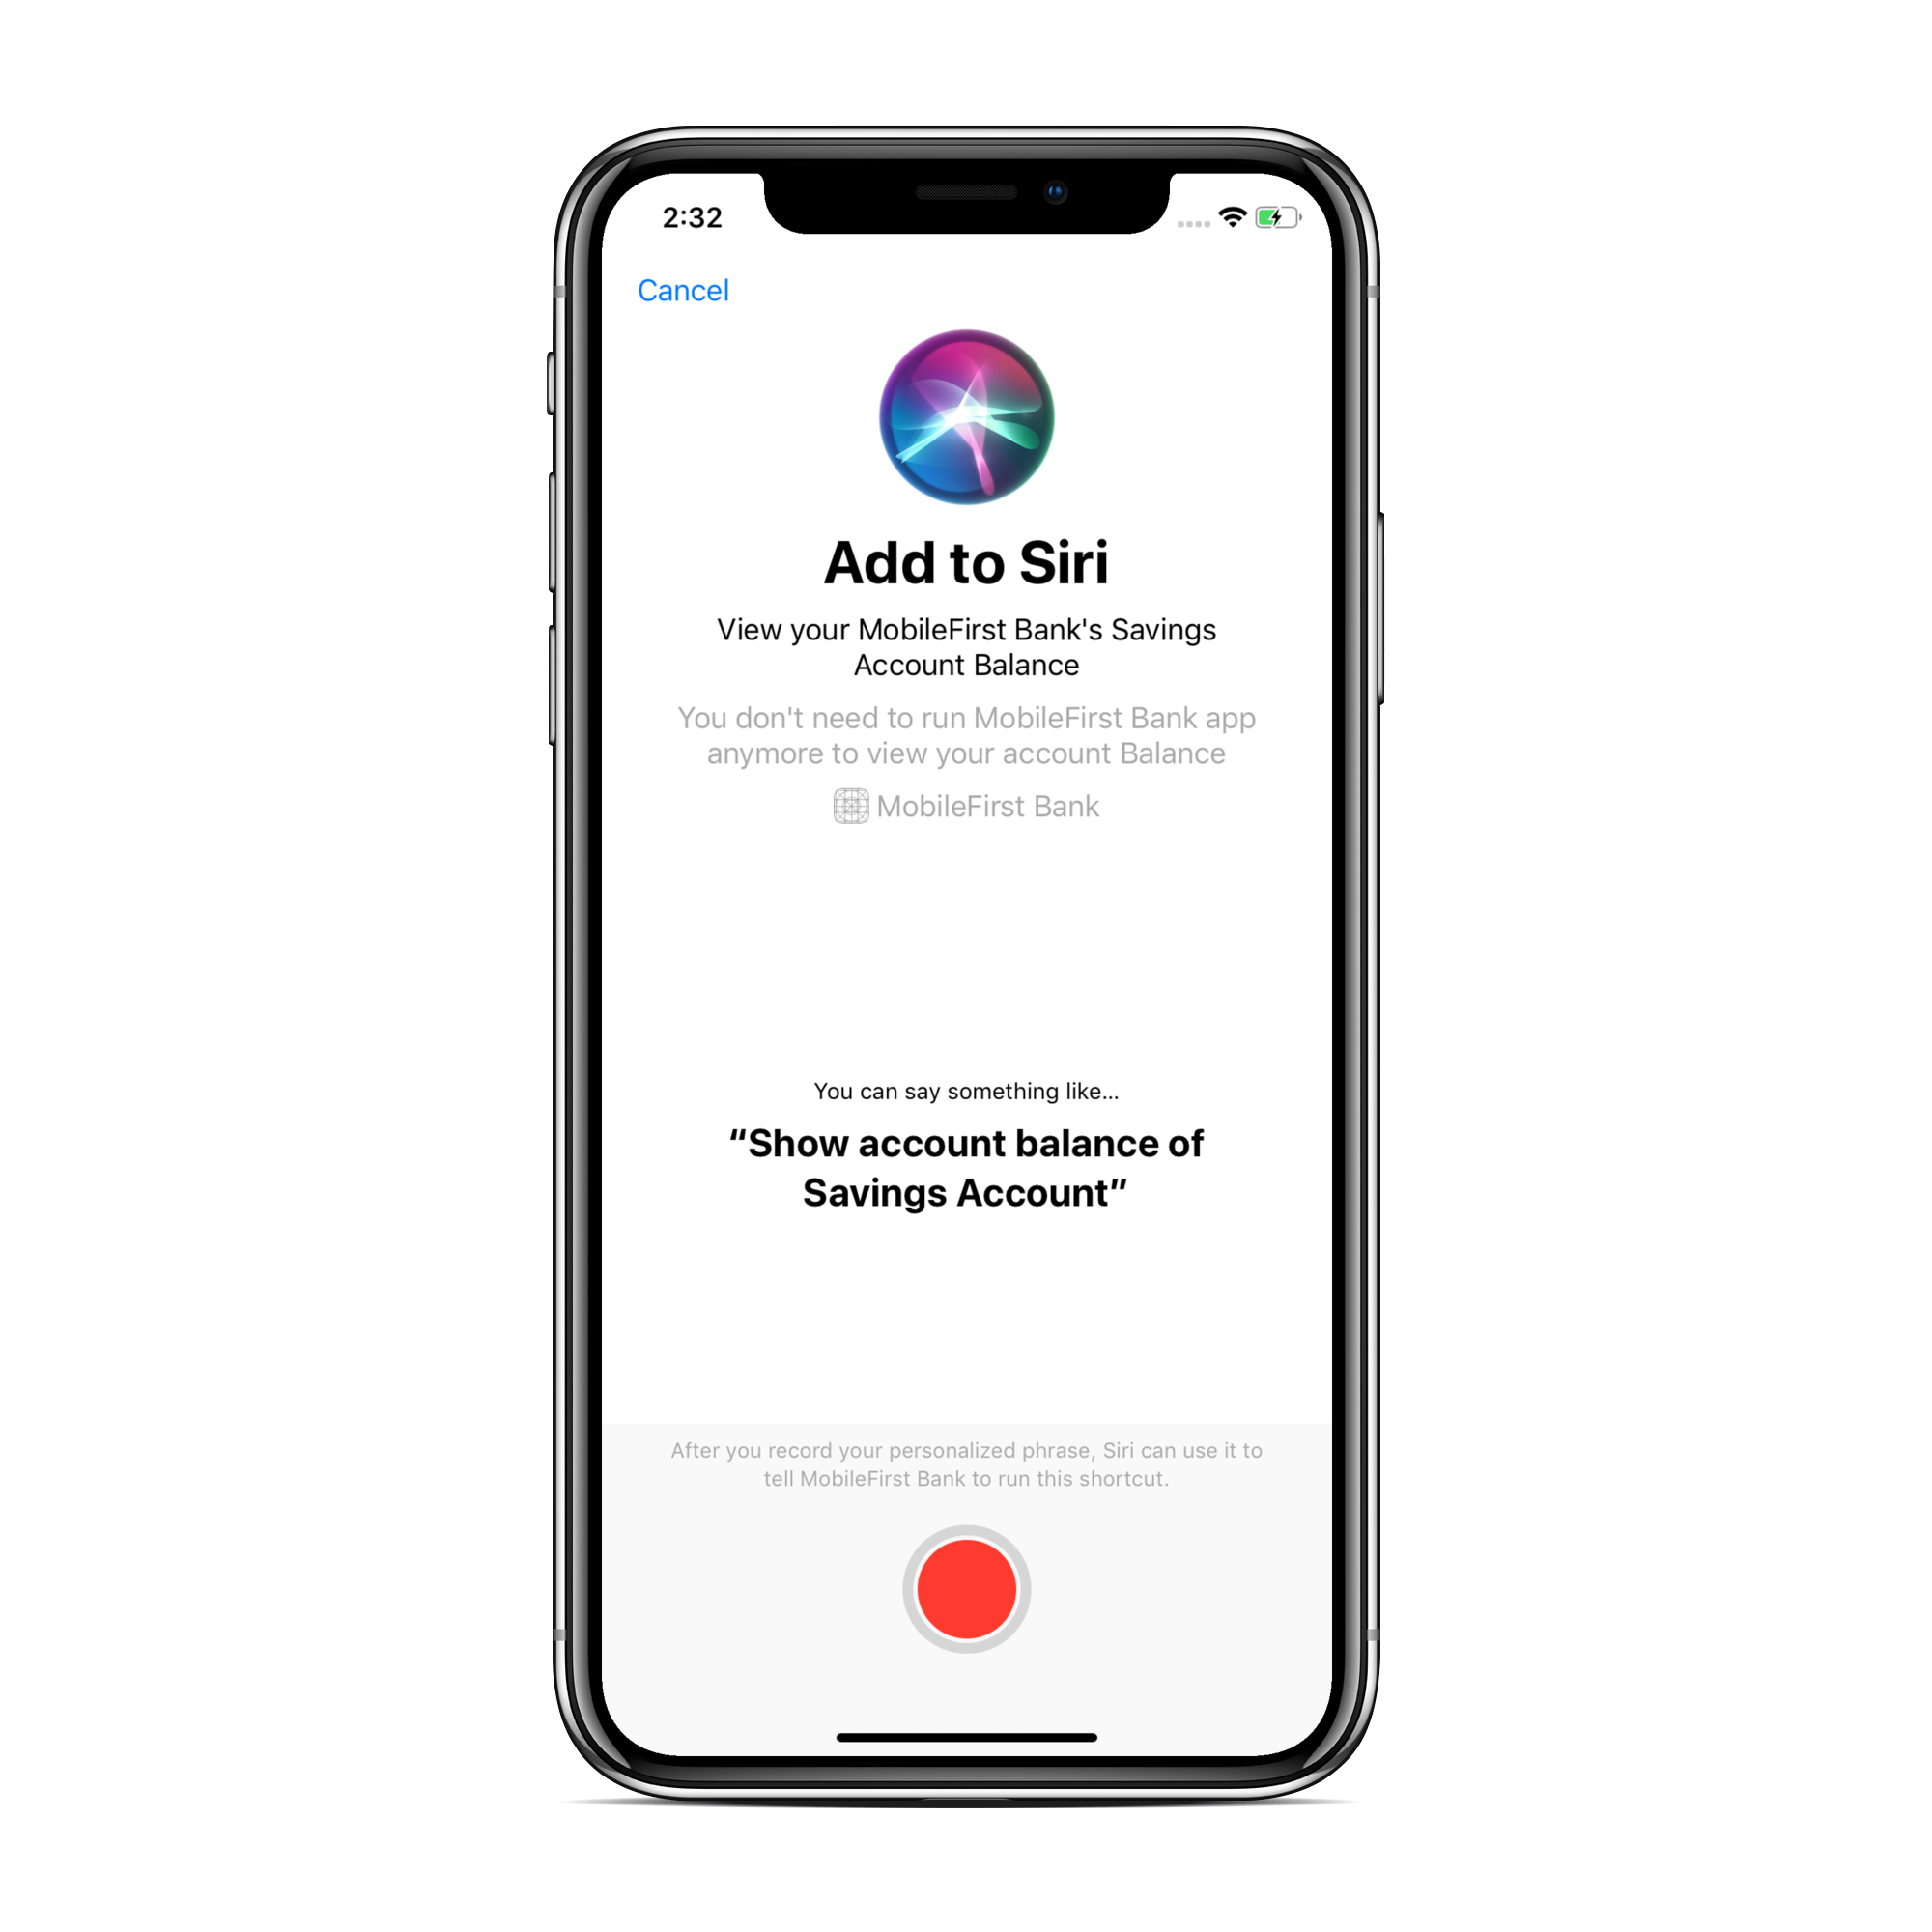 2:32
Cancel
Add to Siri
View your MobileFirst Bank's Savings
Account Balance
You don't need to run MobileFirst Bank app
anymore to view your account Balance
MobileFirst Bank
You can say something like...
“Show account balance of
Savings Account”
After you record your personalized phrase, Siri can use it to
tell MobileFirst Bank to run this shortcut.